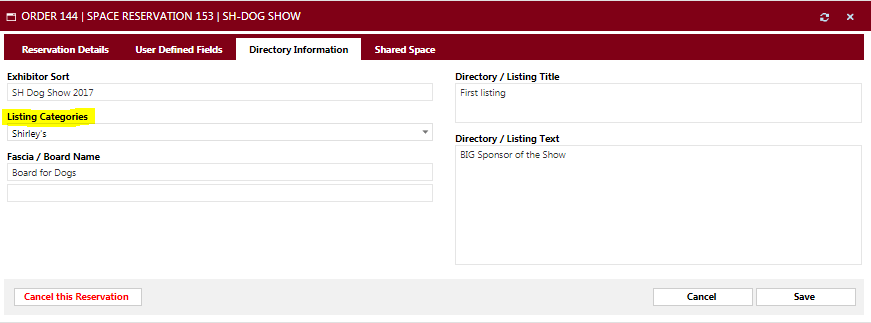 ORDER 144 | SPACE RESERVATION 153 | SH-DOG SHOW
Reservation Details User Defined Fields Directory Information Shared Space
Exhibitor Sort
SH Dog Show 2017
Listing Categories
Shirley's
Fascia / Board Name
Board for Dogs
Directory / Listing Title
First listing
Directory / Listing Text
BIG Sponsor of the Show
Cancel this Reservation Cancel Save